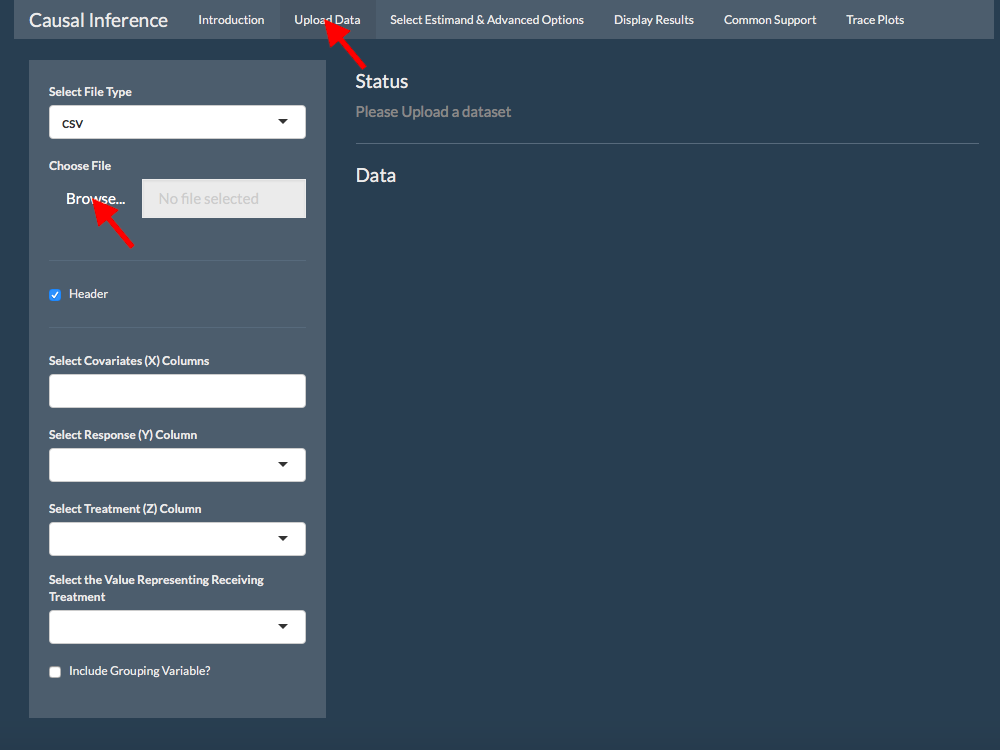 Causal Inference Introduction Upload Data Select Estimand & Advanced Options Display Results Common Support Trace Plots
Select File Type
csv
Choose File
Browse... No file selected
Header
Select Covariates (X) Columns
Select Response (Y) Column
Select Treatment (Z) Column
Select the Value Representing Receiving
Treatment
Include Grouping Variable?
Status
Please Upload a dataset
Data